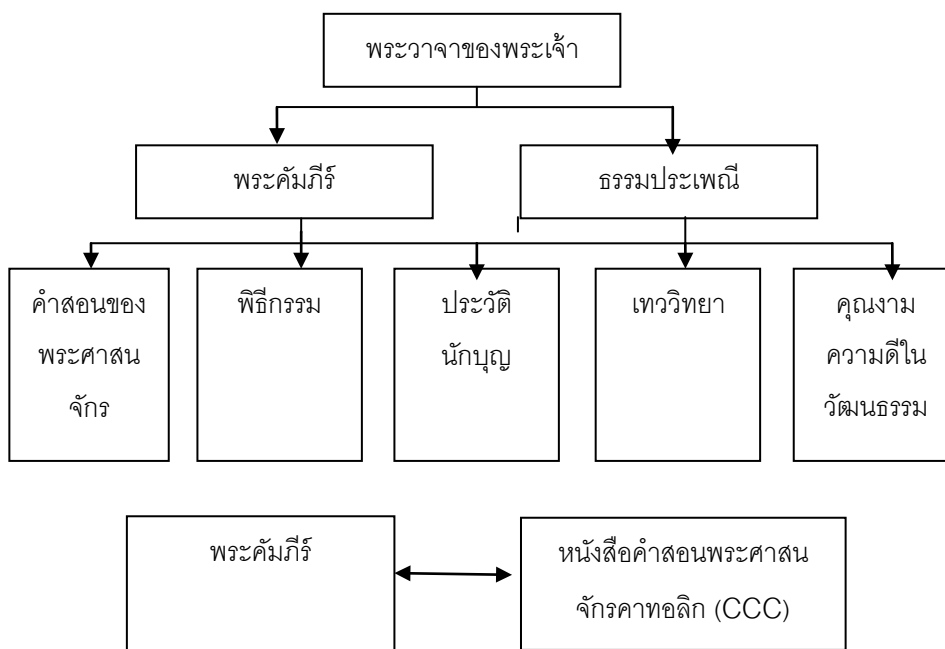 พระวาจาของพระเจ้า
พระคัมภีร์
ธรรมประเพณี
คำสอนของ
พระศาสน
จักร
พิธีกรรม
ประวัติ
นักบุญ
เทววิทยา
คุณงาม
ความดีใน
วัฒนธรรม
พระคัมภีร์
หนังสือคำสอนพระศาสน
จักรคาทอลิก (CCC)